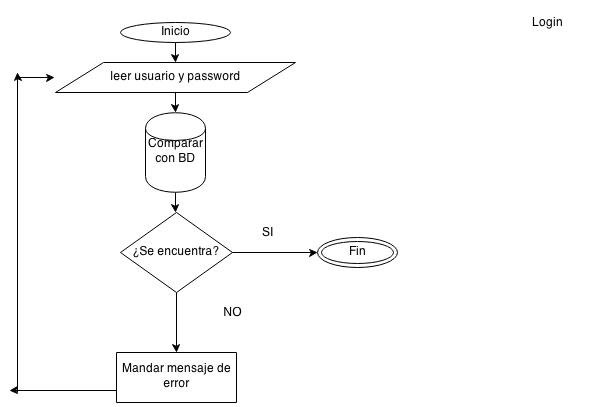 Inicio
Login
leer usuario y password
Comparar
con BD
¿Se encuentra?
SI
Fin
NO
Mandar mensaje de
error